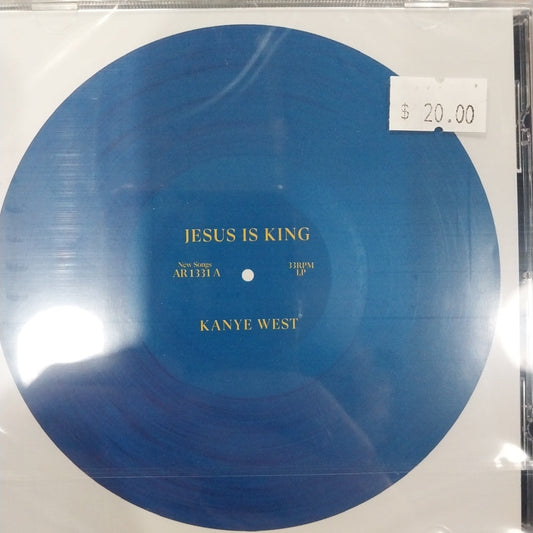 $ 20.00
JESUS IS KING
New Songs
AR 1331 A
33RPM
LP
KANYE WEST